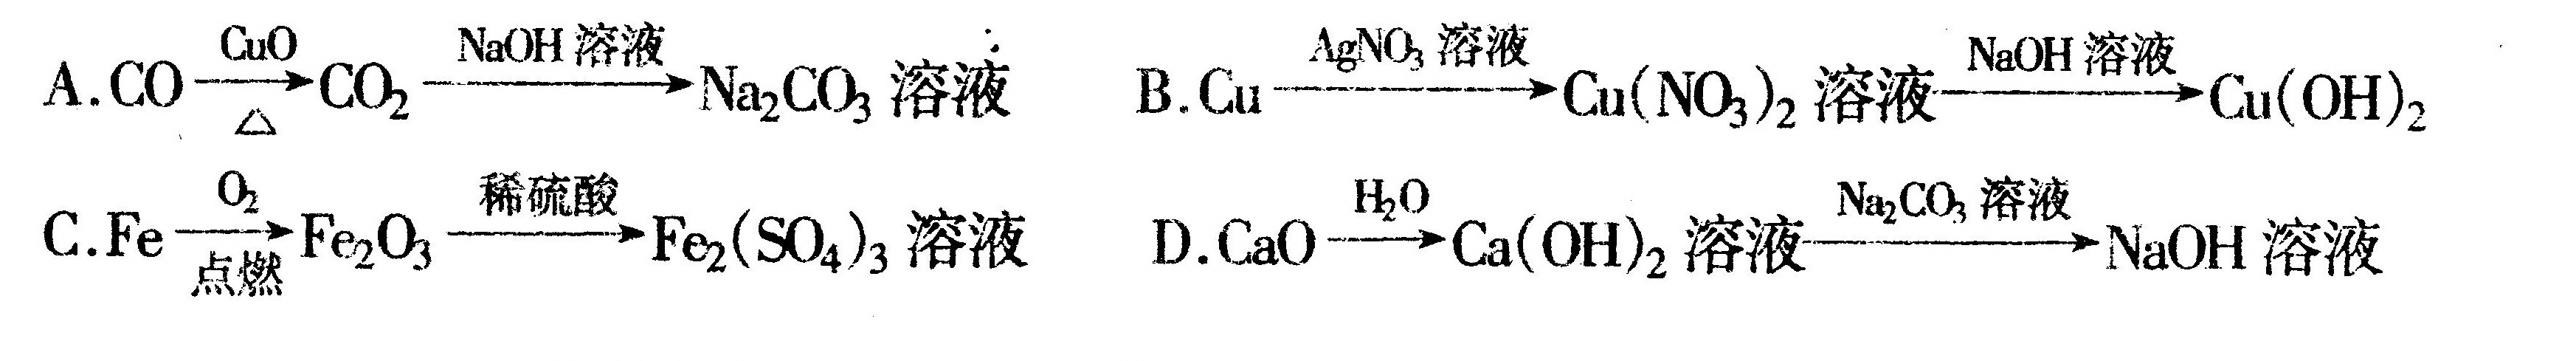 A.CO —CuO/△→ CO₂ —NaOH 溶液→ Na₂CO₃ 溶液 B.Cu —AgNO₃ 溶液→ Cu(NO₃)₂ 溶液 —NaOH 溶液→ Cu(OH)₂
C.Fe —O₂/点燃→ Fe₂O₃ —稀硫酸→ Fe₂(SO₄)₃ 溶液 D.CaO —H₂O→ Ca(OH)₂ 溶液 —Na₂CO₃ 溶液→ NaOH 溶液